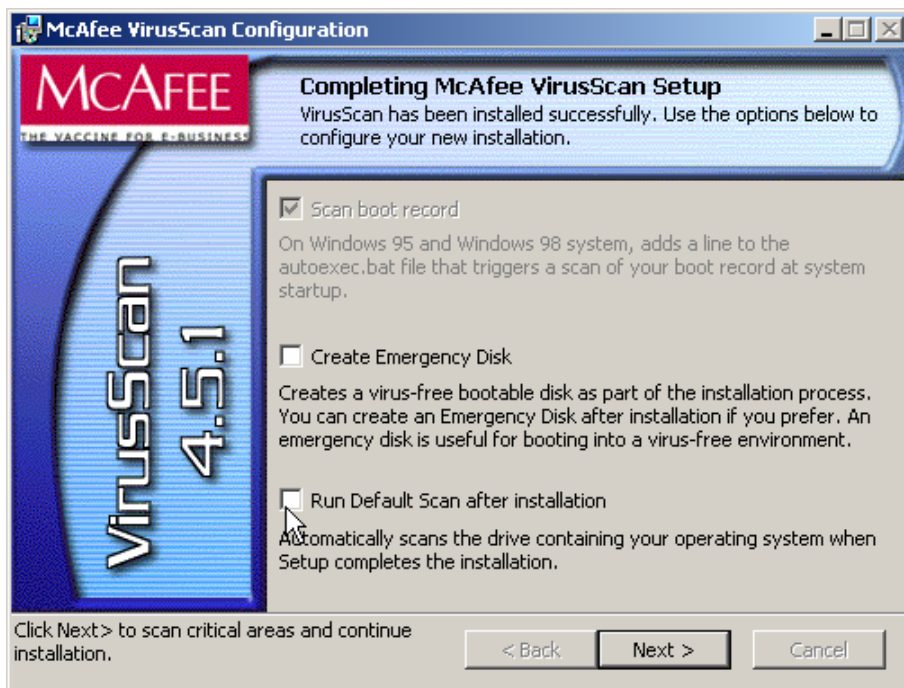 McAfee VirusScan Configuration
McAFEE
THE VACCINE FOR E-BUSINESS
Completing McAfee VirusScan Setup
VirusScan has been installed successfully. Use the options below to
configure your new installation.
VirusScan
4.5.1
Scan boot record
On Windows 95 and Windows 98 system, adds a line to the
autoexec.bat file that triggers a scan of your boot record at system
startup.
Create Emergency Disk
Creates a virus-free bootable disk as part of the installation process.
You can create an Emergency Disk after installation if you prefer. An
emergency disk is useful for booting into a virus-free environment.
Run Default Scan after installation
Automatically scans the drive containing your operating system when
Setup completes the installation.
Click Next> to scan critical areas and continue
installation.
< Back
Next >
Cancel